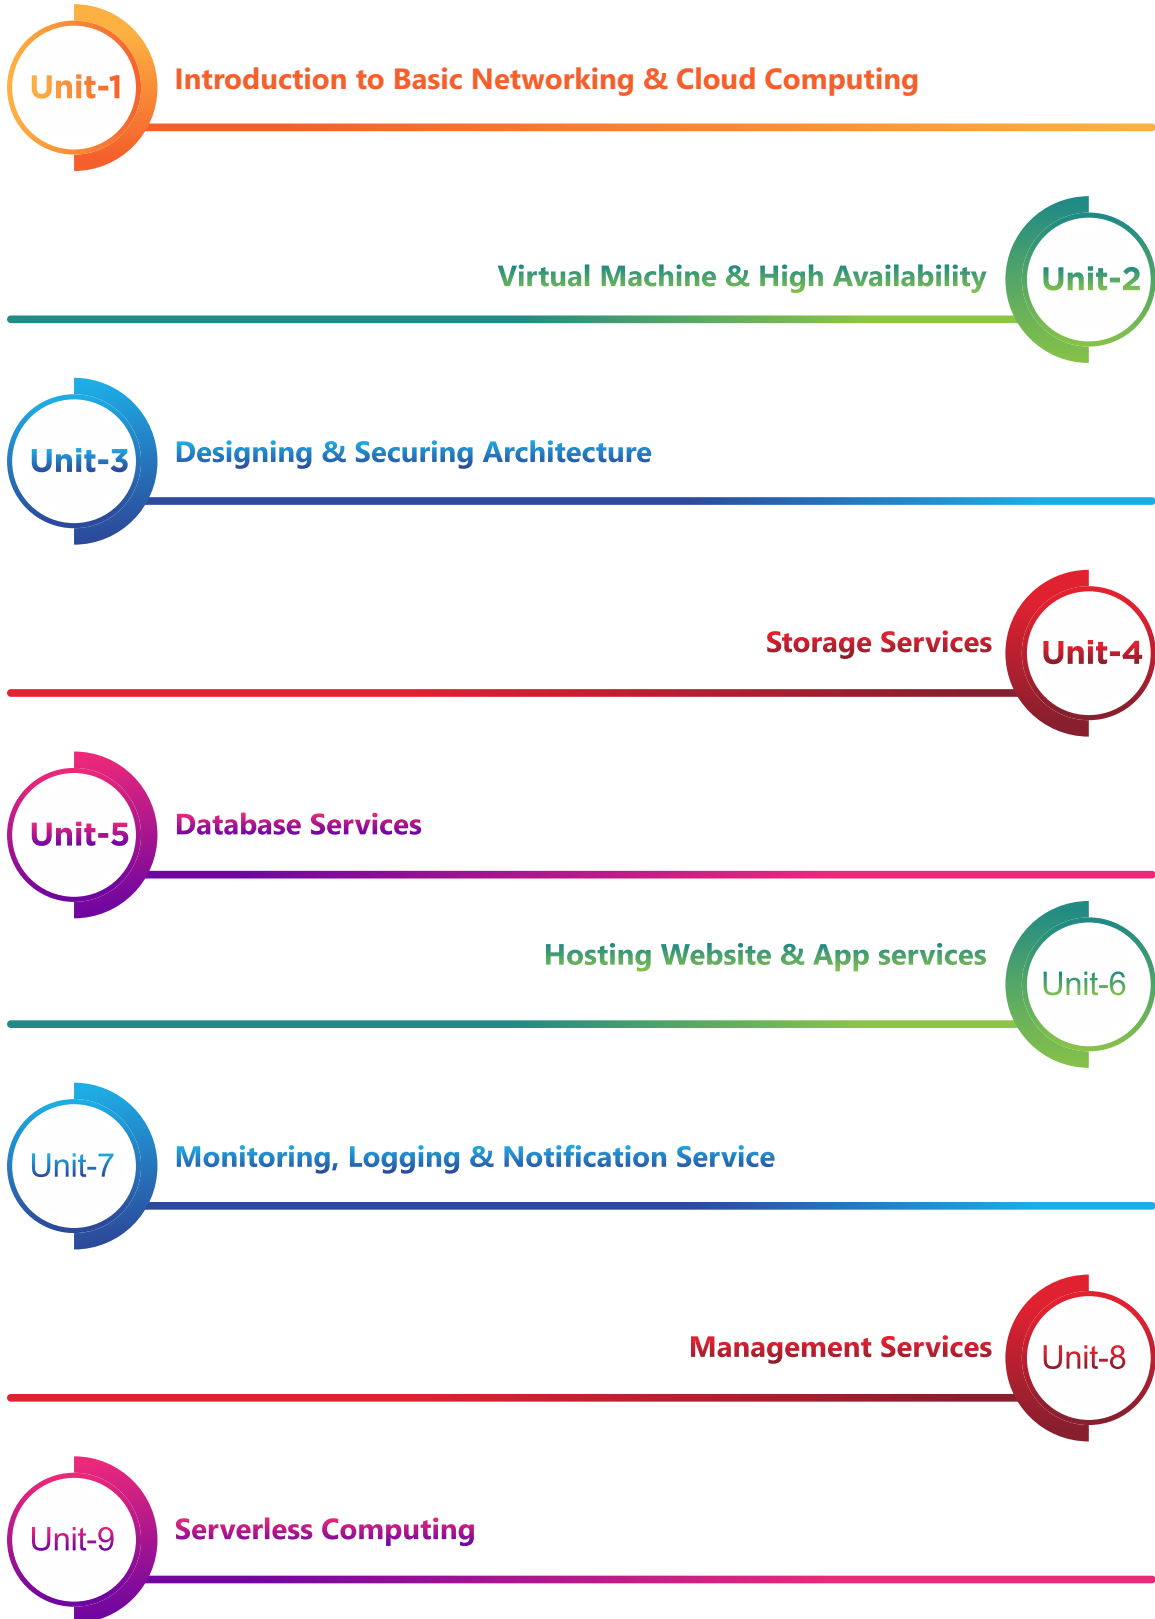 Unit-1
Introduction to Basic Networking & Cloud Computing
Virtual Machine & High Availability
Unit-2
Unit-3
Designing & Securing Architecture
Storage Services
Unit-4
Unit-5
Database Services
Hosting Website & App services
Unit-6
Unit-7
Monitoring, Logging & Notification Service
Management Services
Unit-8
Unit-9
Serverless Computing